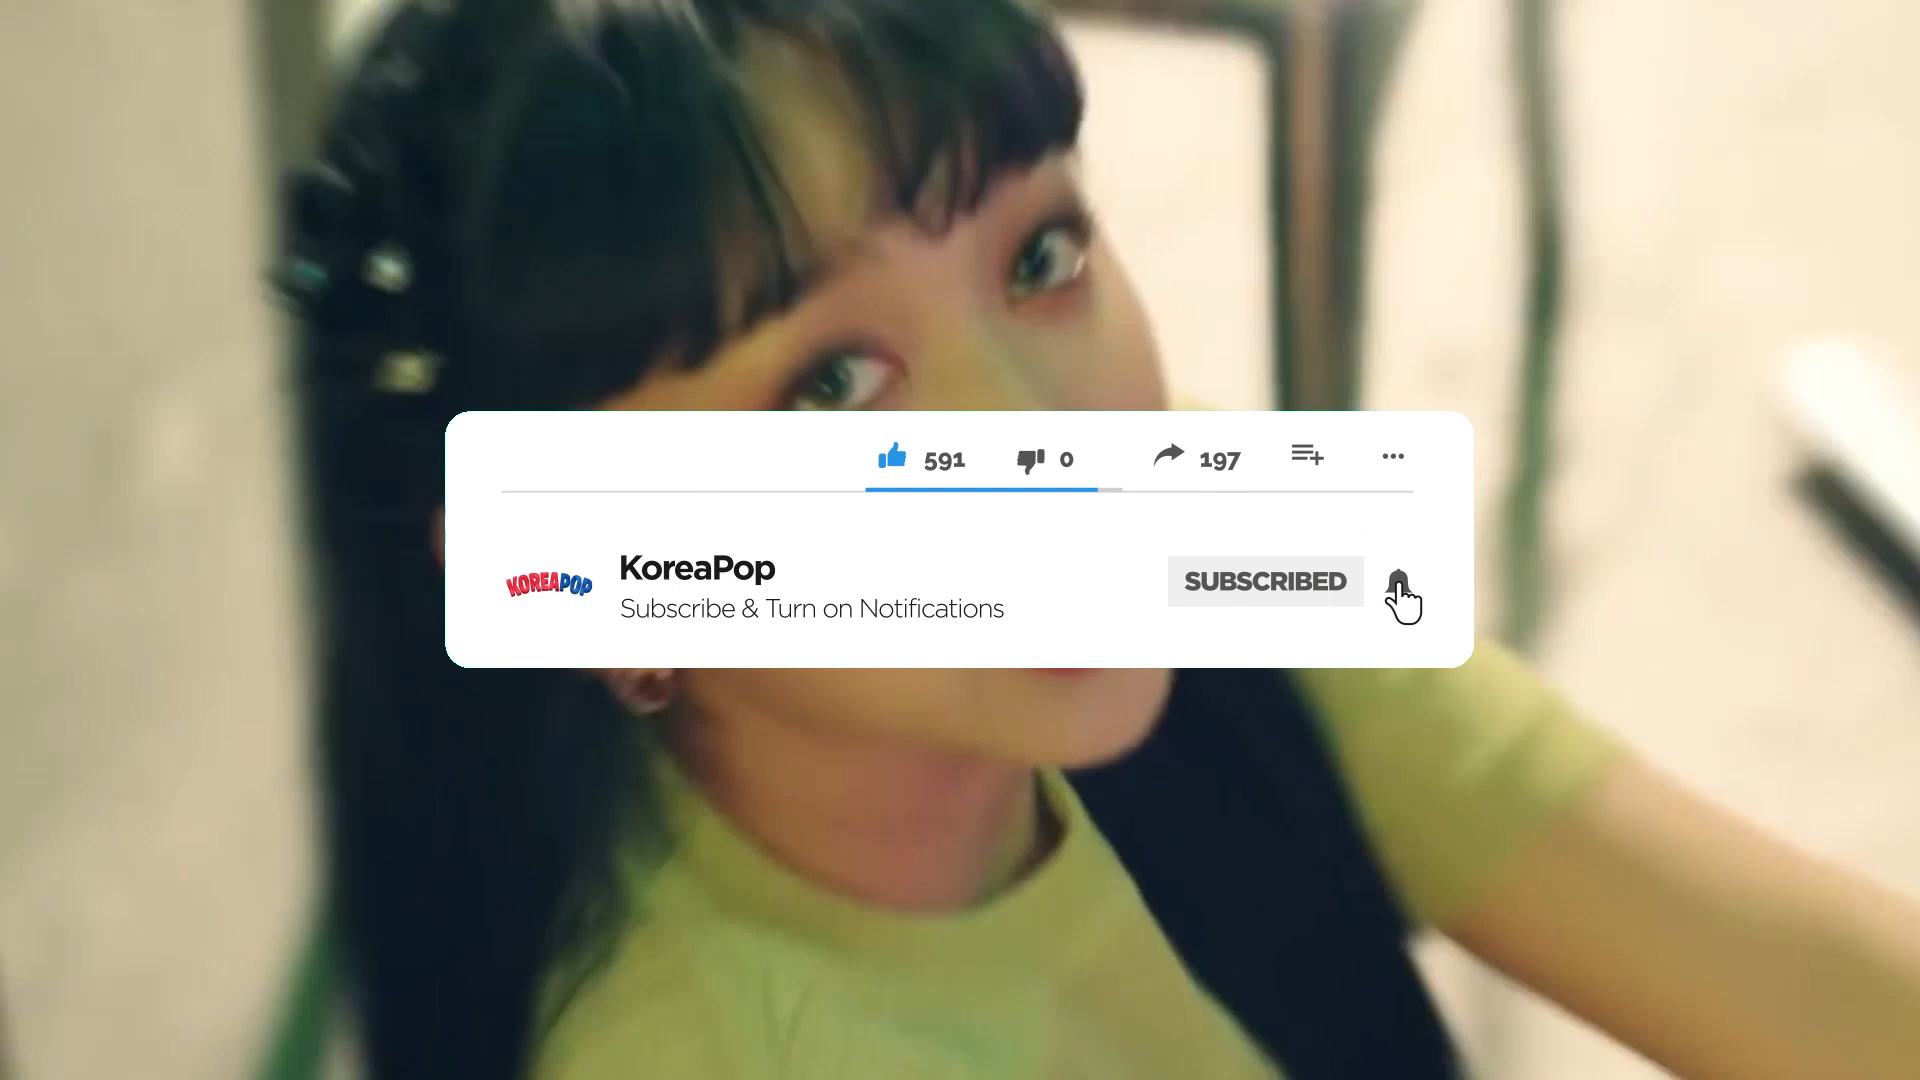 591 0 197
KOREAPOP
KoreaPop
Subscribe & Turn on Notifications
SUBSCRIBED